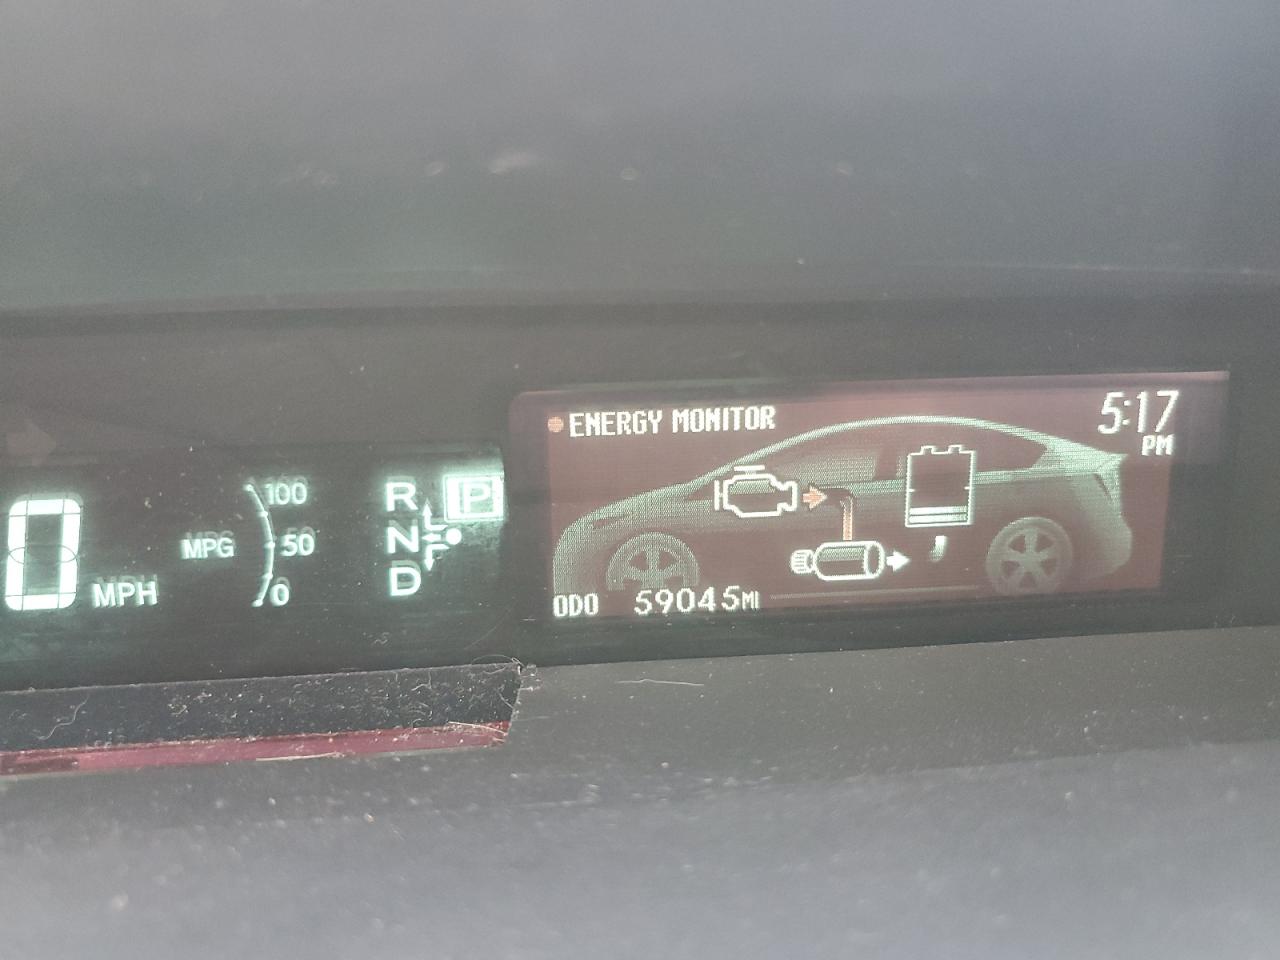 ENERGY MONITOR
5:17
PM
0 MPH
MPG
100
50
0
R
P
N
D
ODO 59045MI